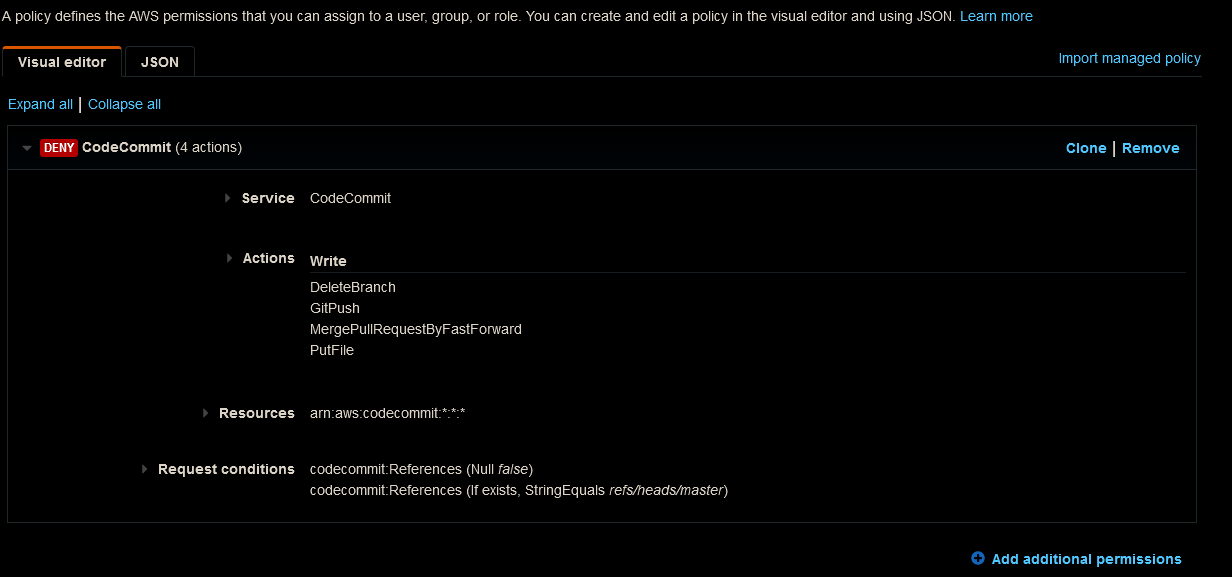 A policy defines the AWS permissions that you can assign to a user, group, or role. You can create and edit a policy in the visual editor and using JSON. Learn more
Visual editor JSON Import managed policy
Expand all | Collapse all
DENY CodeCommit (4 actions) Clone | Remove
Service CodeCommit
Actions Write
DeleteBranch
GitPush
MergePullRequestByFastForward
PutFile
Resources arn:aws:codecommit:*:*:*
Request conditions codecommit:References (Null false)
codecommit:References (If exists, StringEquals refs/heads/master)
Add additional permissions